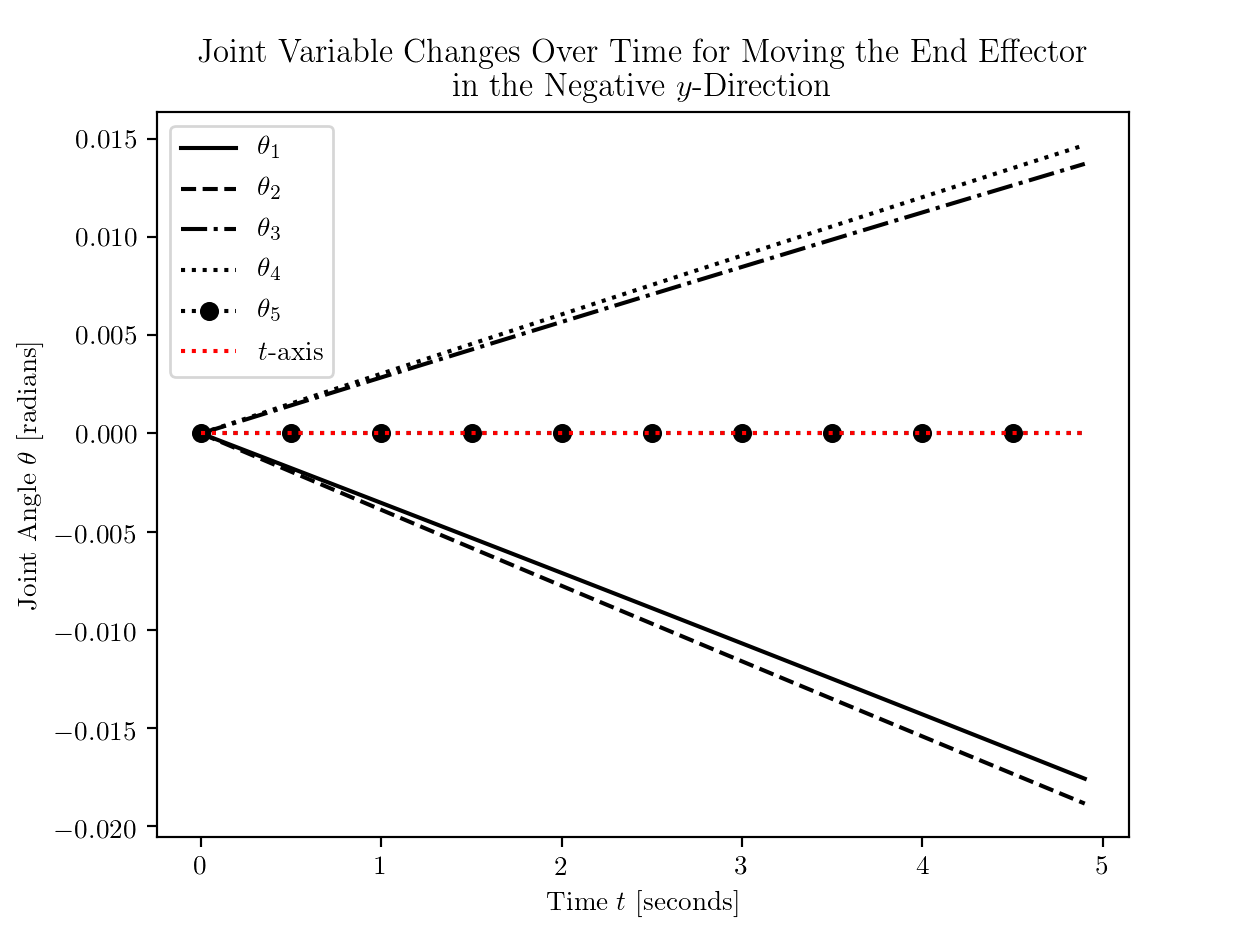 Joint Variable Changes Over Time for Moving the End Effector
in the Negative y-Direction
θ1
θ2
θ3
θ4
θ5
t-axis
0.015
0.010
0.005
0.000
−0.005
−0.010
−0.015
−0.020
Joint Angle θ [radians]
0 1 2 3 4 5
Time t [seconds]